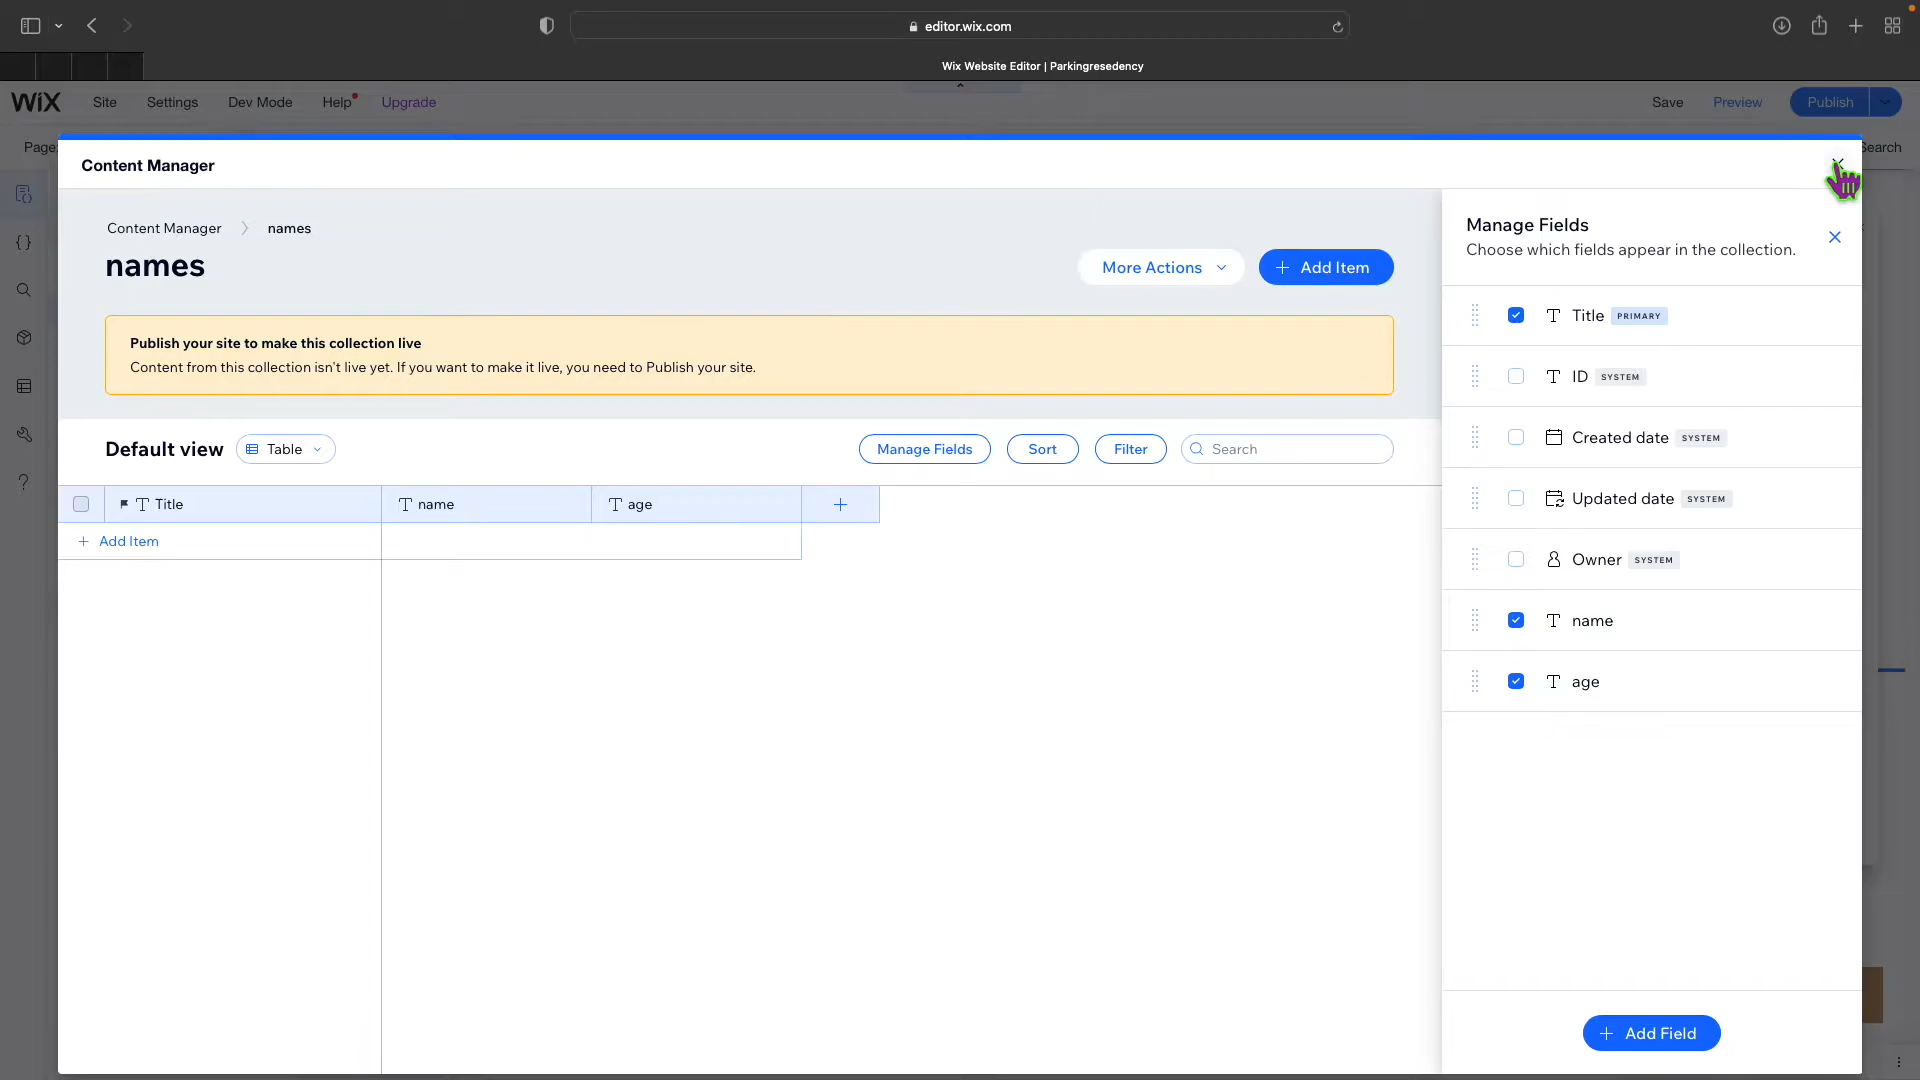 editor.wix.com
Wix Website Editor | Parkingresedency
WiX
Site
Settings
Dev Mode
Help
Upgrade
Save
Preview
Publish
Page:
Search
Content Manager
Content Manager
names
names
More Actions
Add Item
Publish your site to make this collection live
Content from this collection isn't live yet. If you want to make it live, you need to Publish your site.
Default view
Table
Manage Fields
Sort
Filter
Search
Title
name
age
+ Add Item
Manage Fields
Choose which fields appear in the collection.
Title PRIMARY
ID SYSTEM
Created date SYSTEM
Updated date SYSTEM
Owner SYSTEM
name
age
+ Add Field